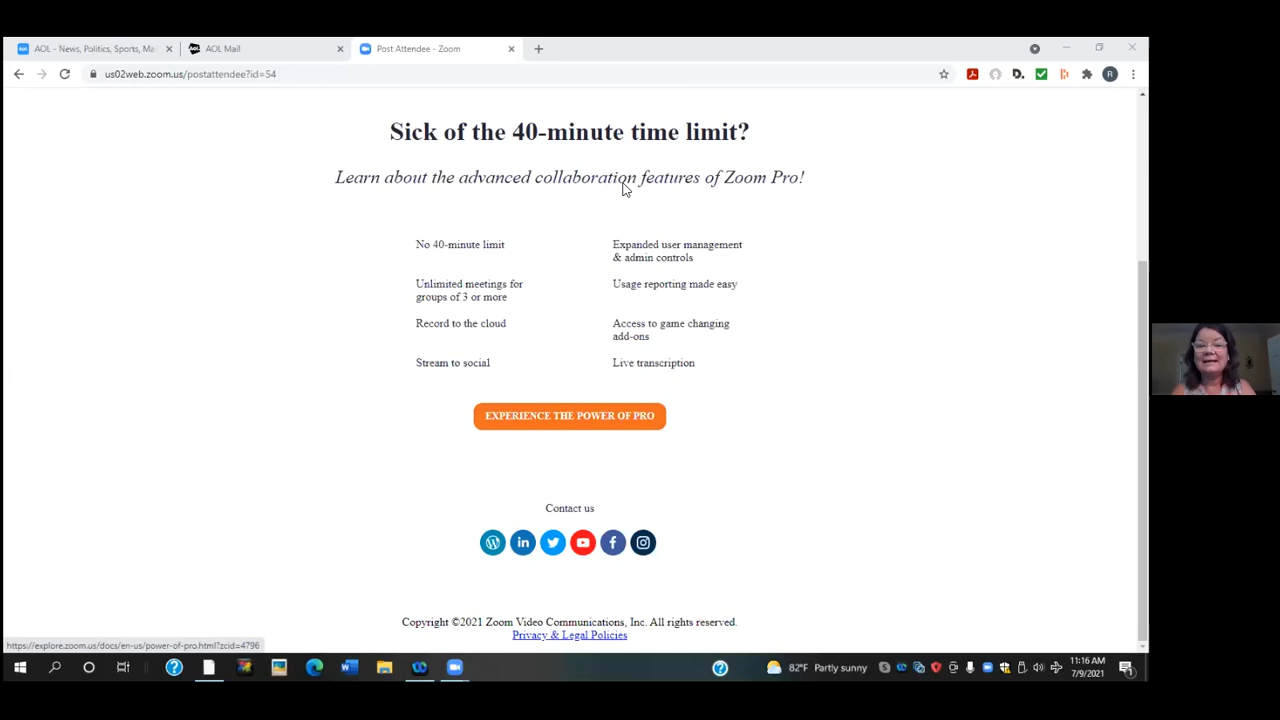 AOL - News, Politics, Sports, Ma
AOL Mail
Post Attendee - Zoom
us02web.zoom.us/postattendee?id=54
R
Sick of the 40-minute time limit?
Learn about the advanced collaboration features of Zoom Pro!
No 40-minute limit
Expanded user management
& admin controls
Unlimited meetings for
groups of 3 or more
Usage reporting made easy
Record to the cloud
Access to game changing
add-ons
Stream to social
Live transcription
EXPERIENCE THE POWER OF PRO
Contact us
Copyright ©2021 Zoom Video Communications, Inc. All rights reserved.
Privacy & Legal Policies
https://explore.zoom.us/docs/en-us/power-of-pro.html?zcid=4796
82°F Partly sunny
11:16 AM
7/9/2021